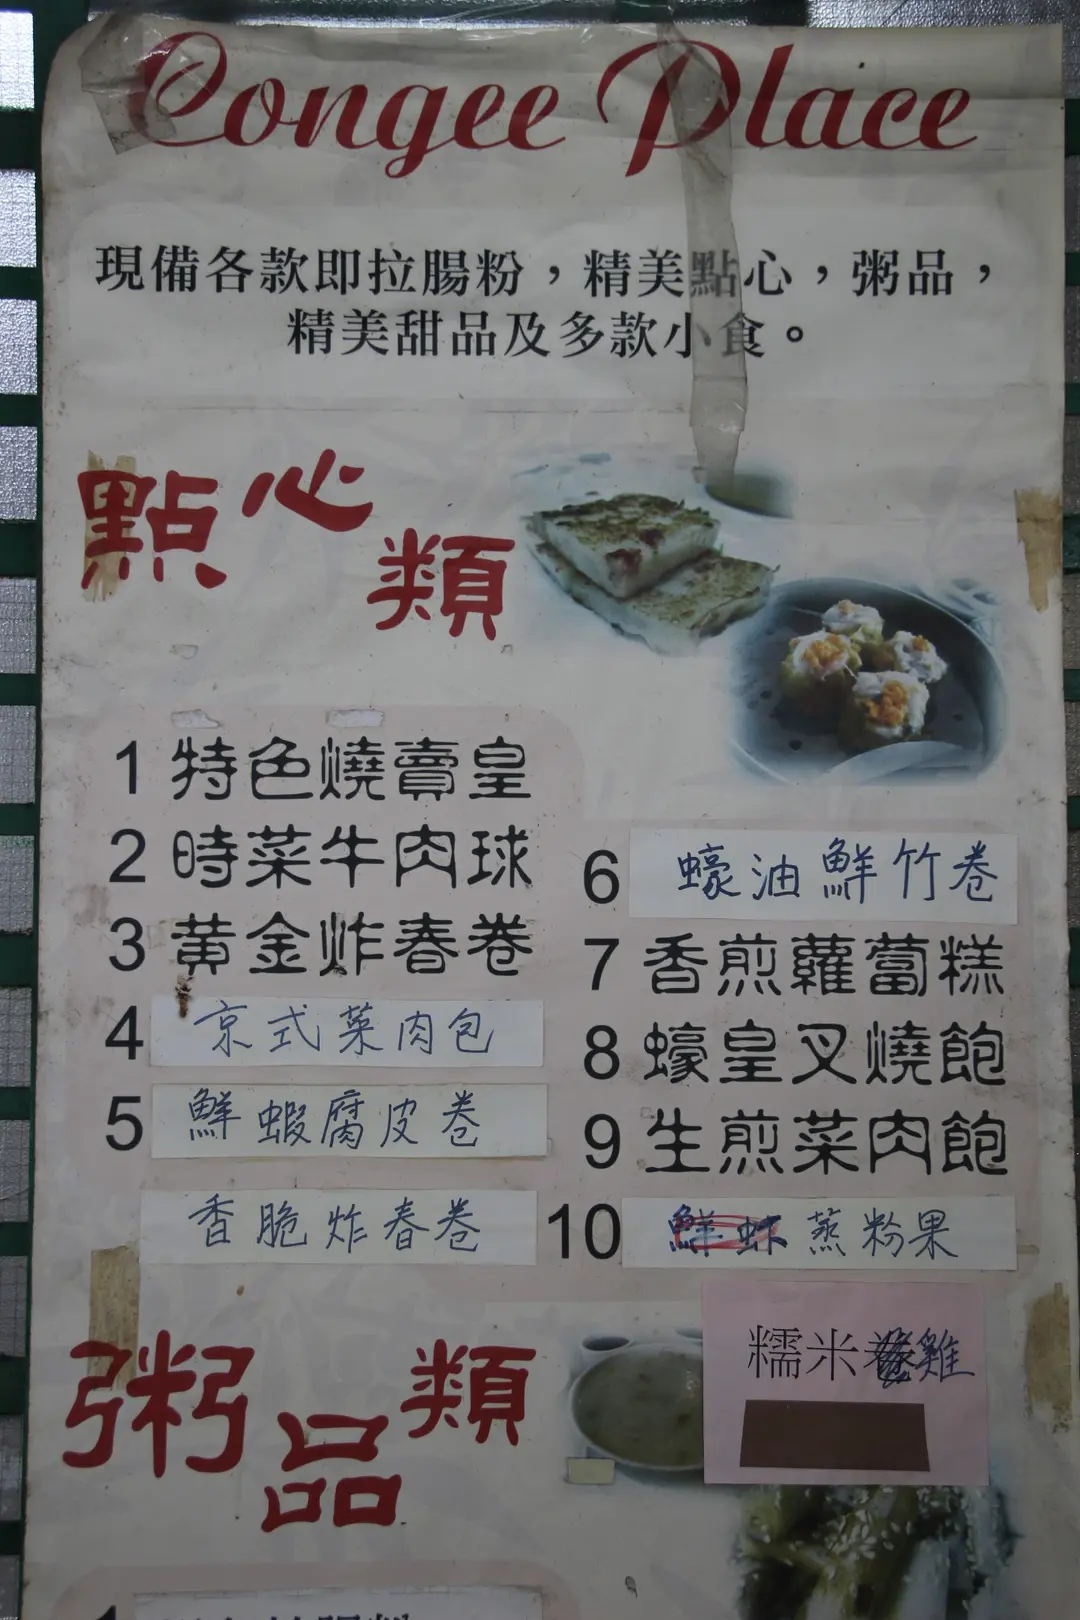 Congee Place
現備各款即拉腸粉，精美點心，粥品，
精美甜品及多款小食。
點心類
1 特色燒賣皇
2 時菜牛肉球
3 黃金炸春卷
4 京式菜肉包
5 鮮蝦腐皮卷
香脆炸春卷
6 蠔油鮮竹卷
7 香煎蘿蔔糕
8 蠔皇叉燒飽
9 生煎菜肉飽
10 鮮虾蒸粉果
糯米雞
粥品類
1